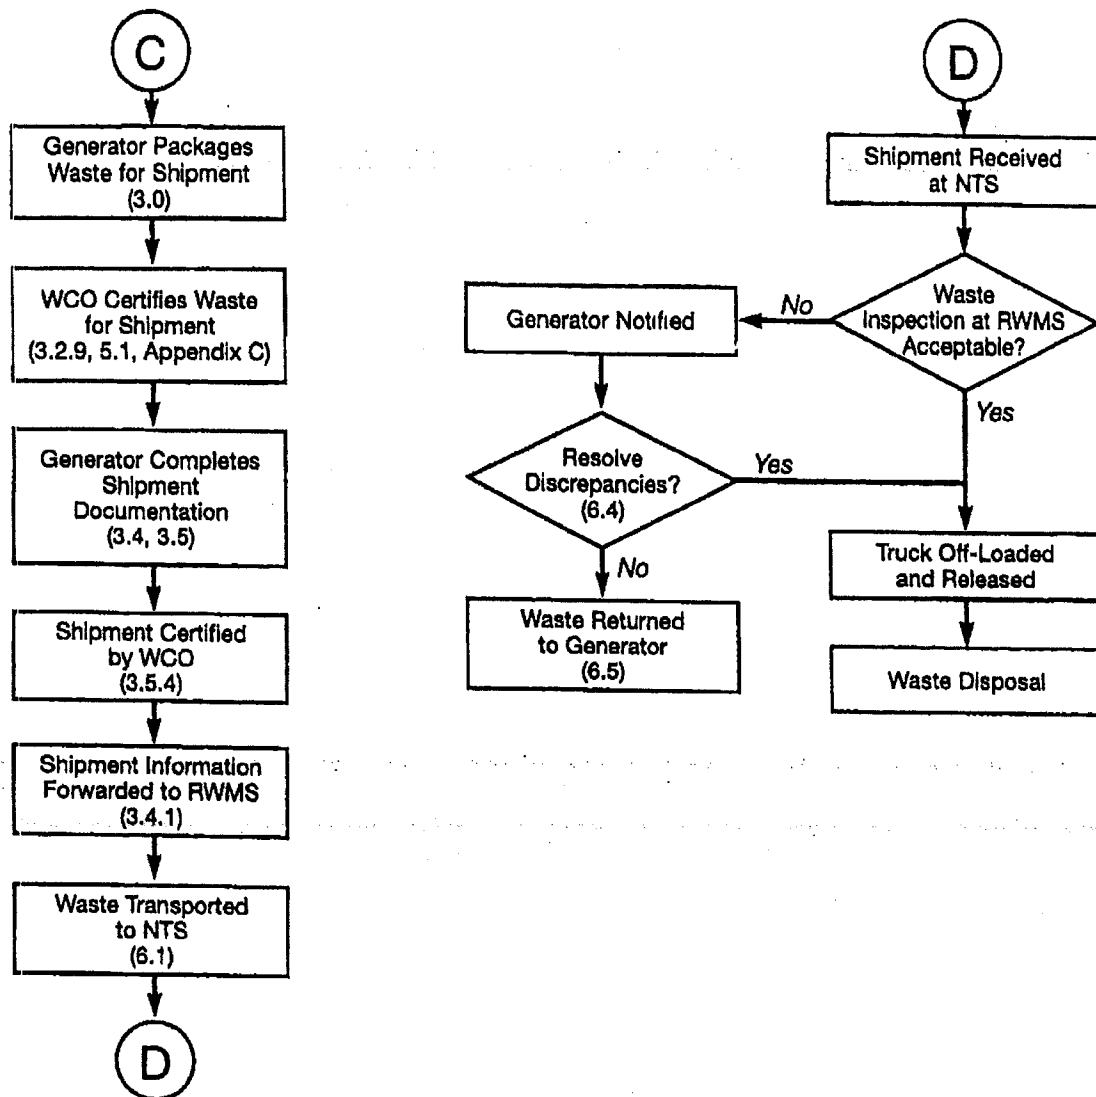 C
Generator Packages
Waste for Shipment
(3.0)
WCO Certifies Waste
for Shipment
(3.2.9, 5.1, Appendix C)
Generator Completes
Shipment
Documentation
(3.4, 3.5)
Shipment Certified
by WCO
(3.5.4)
Shipment Information
Forwarded to RWMS
(3.4.1)
Waste Transported
to NTS
(6.1)
D
D
Shipment Received
at NTS
Waste
Inspection at RWMS
Acceptable?
No
Yes
Generator Notified
Resolve
Discrepancies?
(6.4)
Yes
No
Waste Returned
to Generator
(6.5)
Truck Off-Loaded
and Released
Waste Disposal